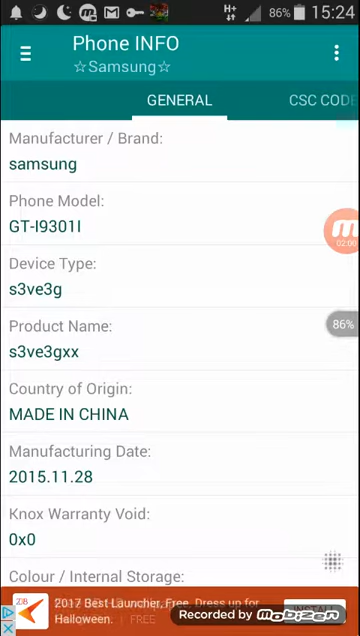 86% 15:24
Phone INFO
☆Samsung☆
GENERAL CSC CODE
Manufacturer / Brand:
samsung
Phone Model:
GT-I9301I
02:00
Device Type:
s3ve3g
86%
Product Name:
s3ve3gxx
Country of Origin:
MADE IN CHINA
Manufacturing Date:
2015.11.28
Knox Warranty Void:
0x0
Colour / Internal Storage:
2017 Best Launcher, Free. Dress up for
Halloween. FREE
Recorded by mobizen